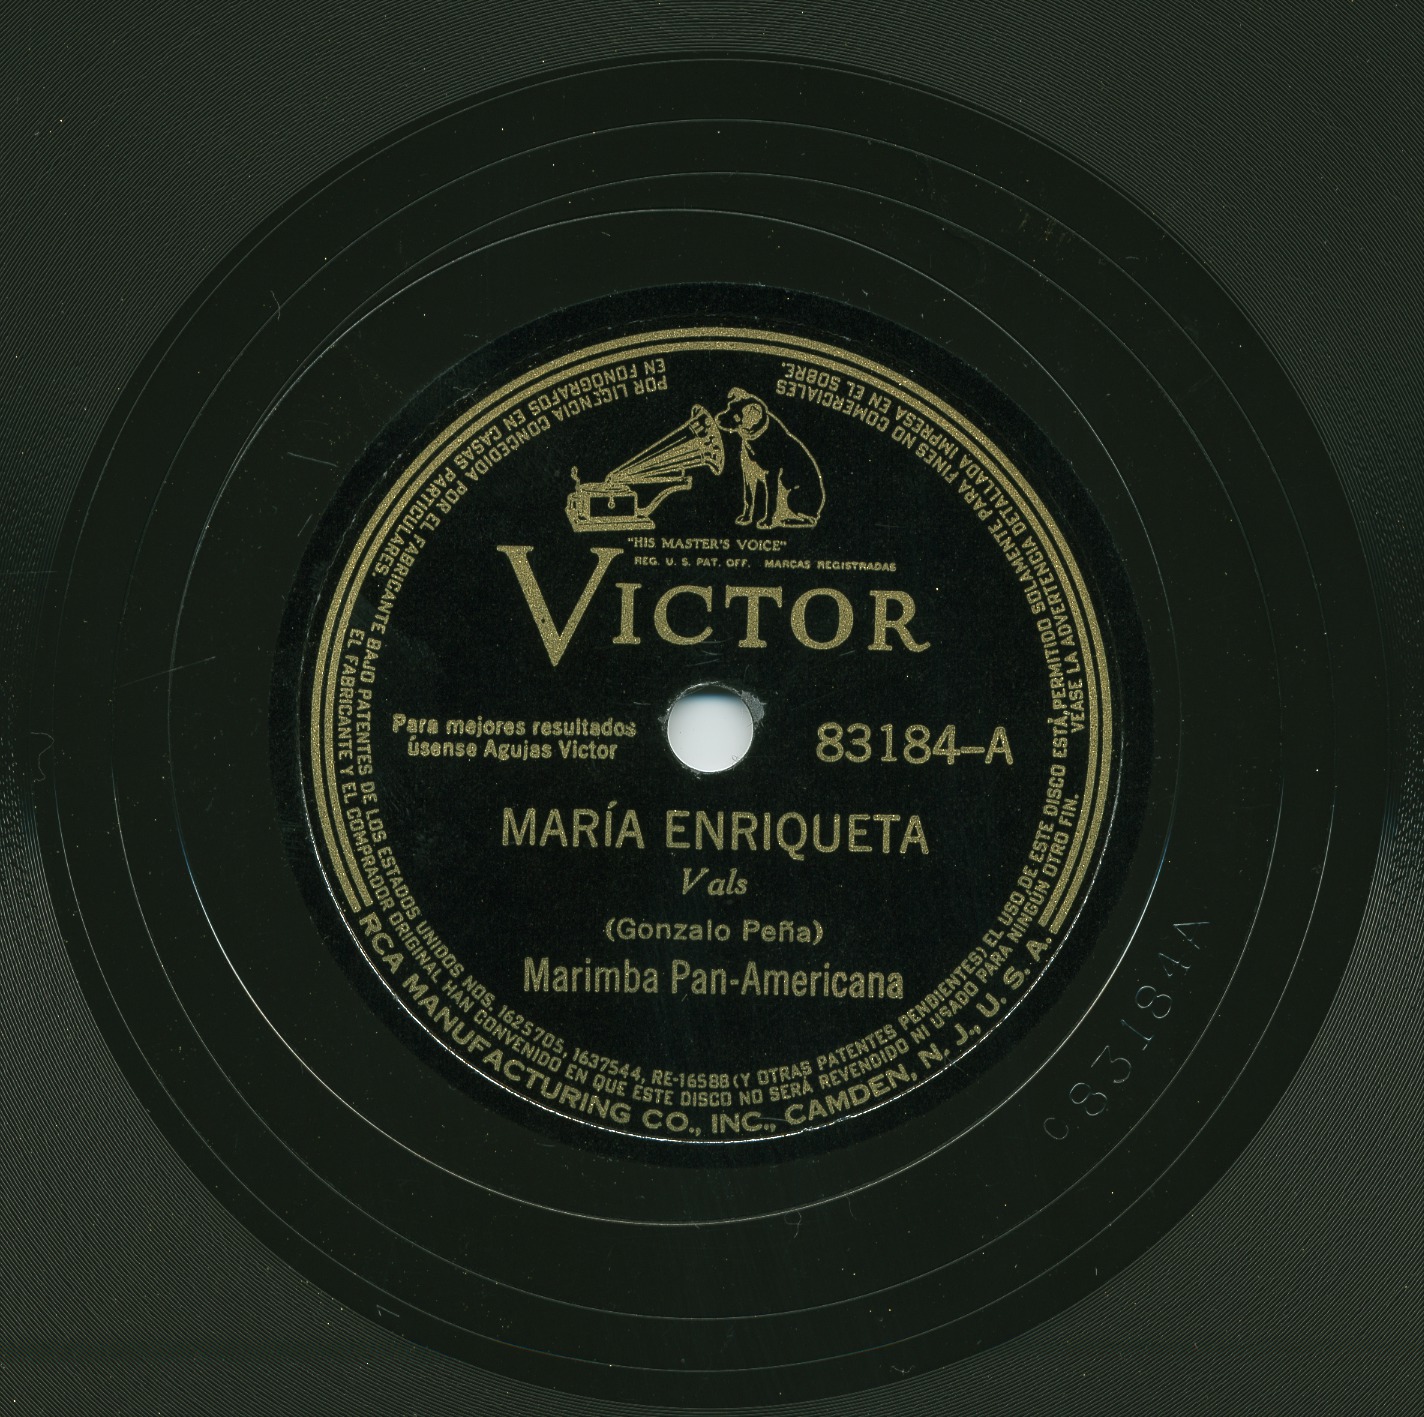 "HIS MASTER'S VOICE"
REG. U. S. PAT. OFF. MARCAS REGISTRADAS
VICTOR
Para mejores resultados
úsense Agujas Victor
83184-A
MARÍA ENRIQUETA
Vals
(Gonzalo Peña)
Marimba Pan-Americana
POR LICENCIA CONCEDIDA POR EL FABRICANTE BAJO PATENTES DE LOS ESTADOS UNIDOS NOS. 1625705, 1637544, RE-16588 (Y OTRAS PATENTES PENDIENTES) EL USO DE ESTE DISCO ESTÁ PERMITIDO SOLAMENTE PARA FINES NO COMERCIALES
EN FONÓGRAFOS EN CASAS PARTICULARES.
EL FABRICANTE Y EL COMPRADOR ORIGINAL HAN CONVENIDO EN QUE ESTE DISCO NO SERÁ REVENDIDO NI USADO PARA NINGÚN OTRO FIN.
VÉASE LA ADVERTENCIA DETALLADA IMPRESA EN EL SOBRE.
RCA MANUFACTURING CO., INC., CAMDEN, N. J., U. S. A.
C83184A